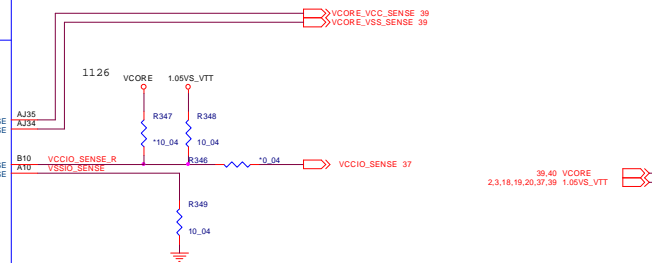 VCORE_VCC_SENSE 39
VCORE_VSS_SENSE 39
1126
VCORE
1.05VS_VTT
AJ35
AJ34
SE
R347
R348
*10_04
10_04
B10
VCCIO_SENSE_R
R346
*0_04
VCCIO_SENSE 37
A10
VSSIO_SENSE
SE
39,40 VCORE
2,3,18,19,20,37,39 1.05VS_VTT
R349
10_04